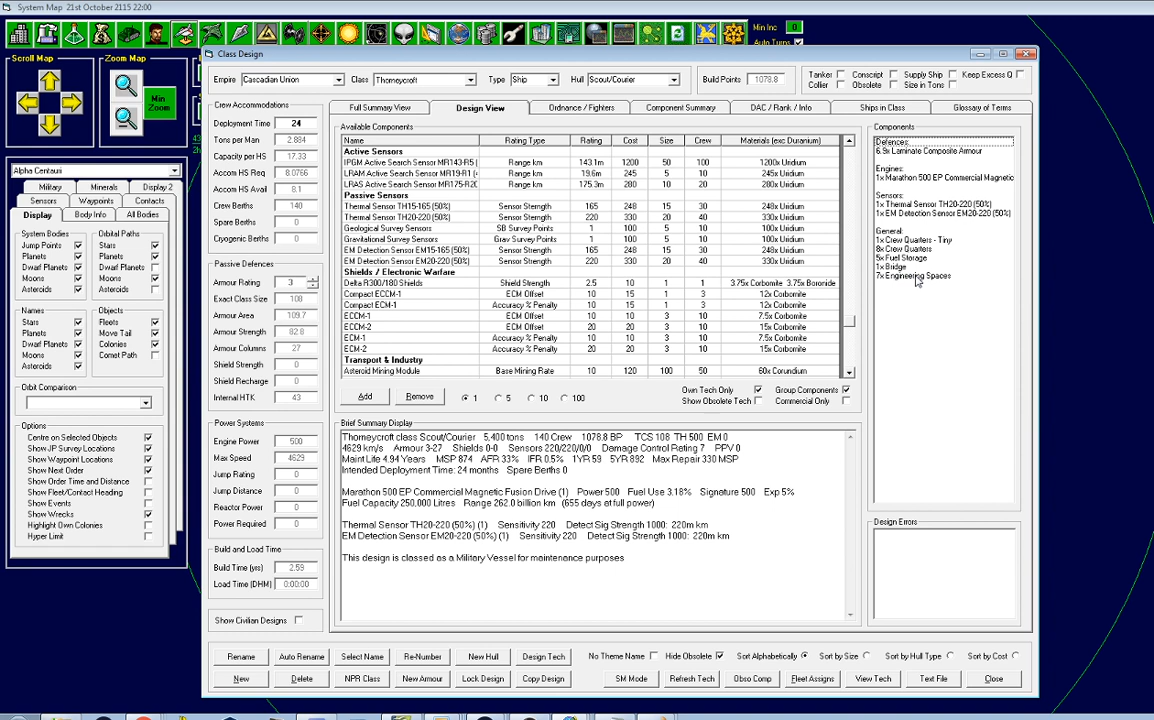 System Map  21st October 2115 22:00
Min Inc 0
Auto Turns
Scroll Map
Zoom Map
Min
Zoom
Alpha Centauri
Military Minerals Display 2
Sensors Waypoints Contacts
Display Body Info All Bodies
System Bodies Orbital Paths
Jump Points Stars
Planets Planets
Dwarf Planets Dwarf Planets
Moons Moons
Asteroids Asteroids
Names Objects
Stars Fleets
Planets Move Tail
Dwarf Planets Colonies
Moons Comet Path
Asteroids
Orbit Comparison
Options
Centre on Selected Objects
Show JP Survey Locations
Show Waypoint Locations
Show Next Order
Show Order Time and Distance
Show Fleet/Contact Heading
Show Events
Show Wrecks
Highlight Own Colonies
Hyper Limit
Class Design
Empire Cascadian Union Class Thorneycroft Type Ship Hull Scout/Courier Build Points 1078.8
Tanker Conscript Supply Ship Keep Excess Q
Collier Obsolete Size in Tons
Crew Accommodations
Deployment Time 24
Tons per Man 2.884
Capacity per HS 17.33
Accom HS Req 8.0766
Accom HS Avail 8.1
Crew Berths 140
Spare Berths 0
Cryogenic Berths 0
Passive Defences
Armour Rating 3
Exact Class Size 108
Armour Area 109.7
Armour Strength 82.8
Armour Columns 27
Shield Strength 0
Shield Recharge 0
Internal HTK 43
Power Systems
Engine Power 500
Max Speed 4629
Jump Rating 0
Jump Distance 0
Reactor Power 0
Power Required 0
Build and Load Time
Build Time (yrs) 2.59
Load Time (DHM) 0:00:00
Show Civilian Designs
Full Summary View Design View Ordnance / Fighters Component Summary DAC / Rank / Info Ships in Class Glossary of Terms
Available Components
Name Rating Type Rating Cost Size Crew Materials (exc Duranium)
Active Sensors
IPGM Active Search Sensor MR143-R5 ( Range km 143.1m 1200 50 100 1200x Uridium
LRAM Active Search Sensor MR19-R1 ( Range km 19.6m 245 5 10 245x Uridium
LRAS Active Search Sensor MR175-R20 Range km 175.3m 280 10 20 280x Uridium
Passive Sensors
Thermal Sensor TH15-165 (50%) Sensor Strength 165 248 15 30 248x Uridium
Thermal Sensor TH20-220 (50%) Sensor Strength 220 330 20 40 330x Uridium
Geological Survey Sensors SB Survey Points 1 100 5 10 100x Uridium
Gravitational Survey Sensors Grav Survey Points 1 100 5 10 100x Uridium
EM Detection Sensor EM15-165 (50%) Sensor Strength 165 248 15 30 248x Uridium
EM Detection Sensor EM20-220 (50%) Sensor Strength 220 330 20 40 330x Uridium
Shields / Electronic Warfare
Delta R300/180 Shields Shield Strength 2.5 10 1 1 3.75x Corbomite 3.75x Boronide
Compact ECCM-1 ECM Offset 10 15 1 3 12x Corbomite
Compact ECM-1 Accuracy % Penalty 10 15 1 3 12x Corbomite
ECCM-1 ECM Offset 10 10 3 10 7.5x Corbomite
ECCM-2 ECM Offset 20 20 3 10 15x Corbomite
ECM-1 Accuracy % Penalty 10 10 3 10 7.5x Corbomite
ECM-2 Accuracy % Penalty 20 20 3 10 15x Corbomite
Transport & Industry
Asteroid Mining Module Base Mining Rate 10 120 100 50 60x Corundium
Add Remove 1 5 10 100
Own Tech Only Group Components
Show Obsolete Tech Commercial Only
Brief Summary Display
Thorneycroft class Scout/Courier 5,400 tons 140 Crew 1078.8 BP TCS 108 TH 500 EM 0
4629 km/s Armour 3-27 Shields 0-0 Sensors 220/220/0/0 Damage Control Rating 7 PPV 0
Maint Life 4.94 Years MSP 874 AFR 33% IFR 0.5% 1YR 59 5YR 892 Max Repair 330 MSP
Intended Deployment Time: 24 months Spare Berths 0
Marathon 500 EP Commercial Magnetic Fusion Drive (1) Power 500 Fuel Use 3.18% Signature 500 Exp 5%
Fuel Capacity 250,000 Litres Range 262.0 billion km (655 days at full power)
Thermal Sensor TH20-220 (50%) (1) Sensitivity 220 Detect Sig Strength 1000: 220m km
EM Detection Sensor EM20-220 (50%) (1) Sensitivity 220 Detect Sig Strength 1000: 220m km
This design is classed as a Military Vessel for maintenance purposes
Components
Defences:
6.9x Laminate Composite Armour
Engines:
1x Marathon 500 EP Commercial Magnetic
Sensors:
1x Thermal Sensor TH20-220 (50%)
1x EM Detection Sensor EM20-220 (50%)
General:
1x Crew Quarters - Tiny
8x Crew Quarters
5x Fuel Storage
1x Bridge
7x Engineering Spaces
Design Errors
Rename Auto Rename Select Name Re-Number New Hull Design Tech No Theme Name Hide Obsolete Sort Alphabetically Sort by Size Sort by Hull Type Sort by Cost
New Delete NPR Class New Armour Lock Design Copy Design SM Mode Refresh Tech Obso Comp Fleet Assigns View Tech Text File Close